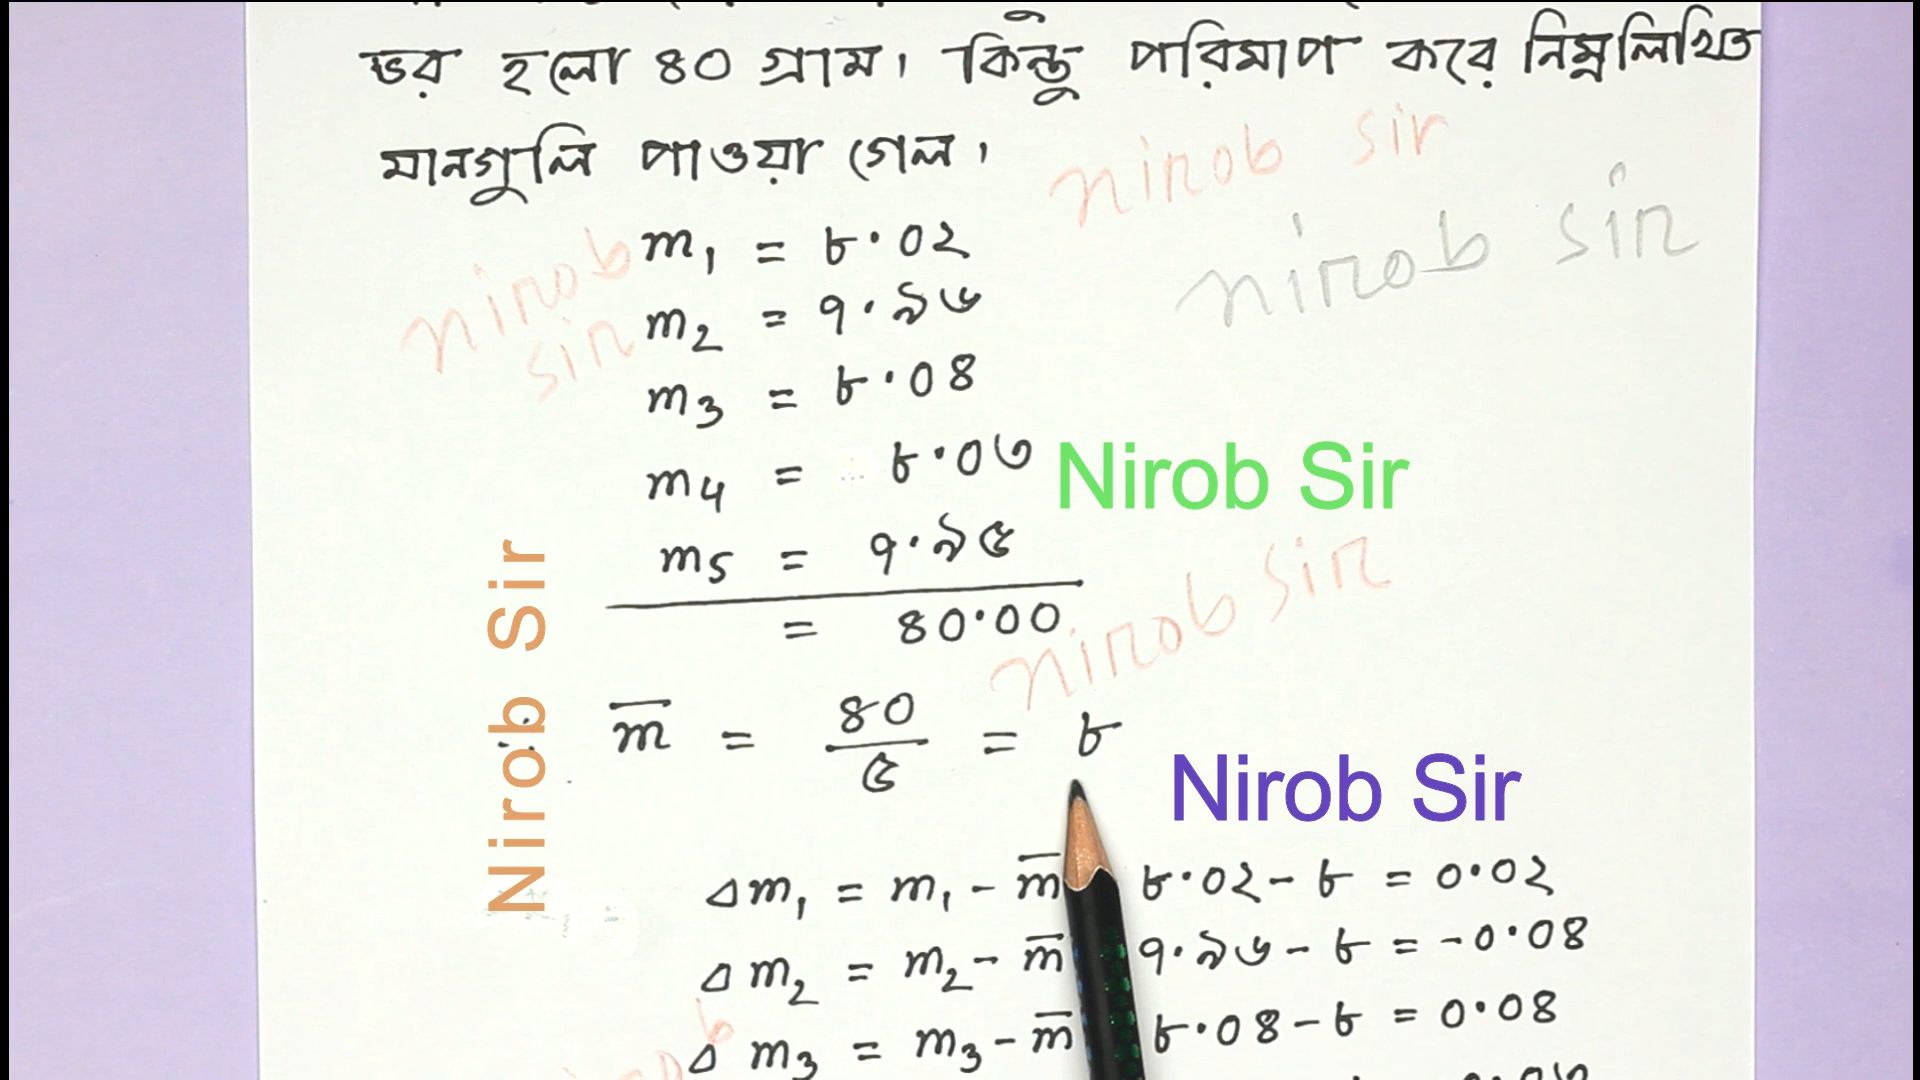 ভর হলো ৪০ গ্রাম। কিন্তু পরিমাপ করে নিম্নলিখিত
মানগুলি পাওয়া গেল।
nirob sir
nirob sir
nirob sir
m₁ = ৮.০২
m₂ = ৭.৯৬
m₃ = ৮.০৪
m₄ = ৮.০৩
Nirob Sir
m₅ = ৭.৯৫
= ৪০.০০
nirob sir
Nirob Sir
m̅ = ৪০/৫ = ৮
Nirob Sir
Δm₁ = m₁ - m̅ ৮.০২ - ৮ = ০.০২
Δm₂ = m₂ - m̅ ৭.৯৬ - ৮ = -০.০৪
Δm₃ = m₃ - m̅ ৮.০৪ - ৮ = ০.০৪